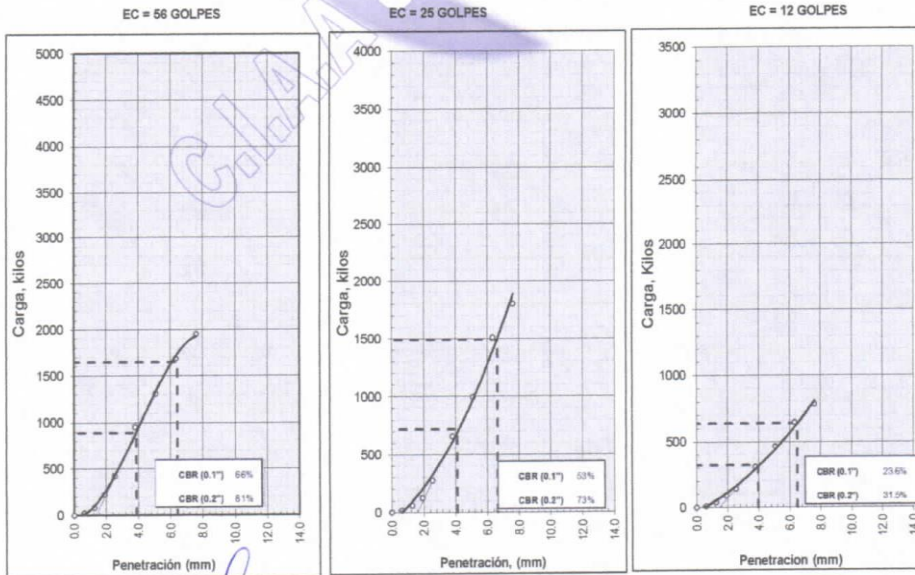 EC = 56 GOLPES
Carga, kilos
5000
4500
4000
3500
3000
2500
2000
1500
1000
500
0
0.0 2.0 4.0 6.0 8.0 10.0 12.0 14.0
CBR (0.1") 66%
CBR (0.2") 81%
Penetración (mm)
EC = 25 GOLPES
Carga, kilos
4000
3500
3000
2500
2000
1500
1000
500
0
0.0 2.0 4.0 6.0 8.0 10.0 12.0 14.0
CBR (0.1") 53%
CBR (0.2") 73%
Penetración, (mm)
EC = 12 GOLPES
Carga, Kilos
3500
3000
2500
2000
1500
1000
500
0
0.0 2.0 4.0 6.0 8.0 10.0 12.0 14.0
CBR (0.1") 23.6%
CBR (0.2") 31.5%
Penetracion (mm)
C.I.A.A